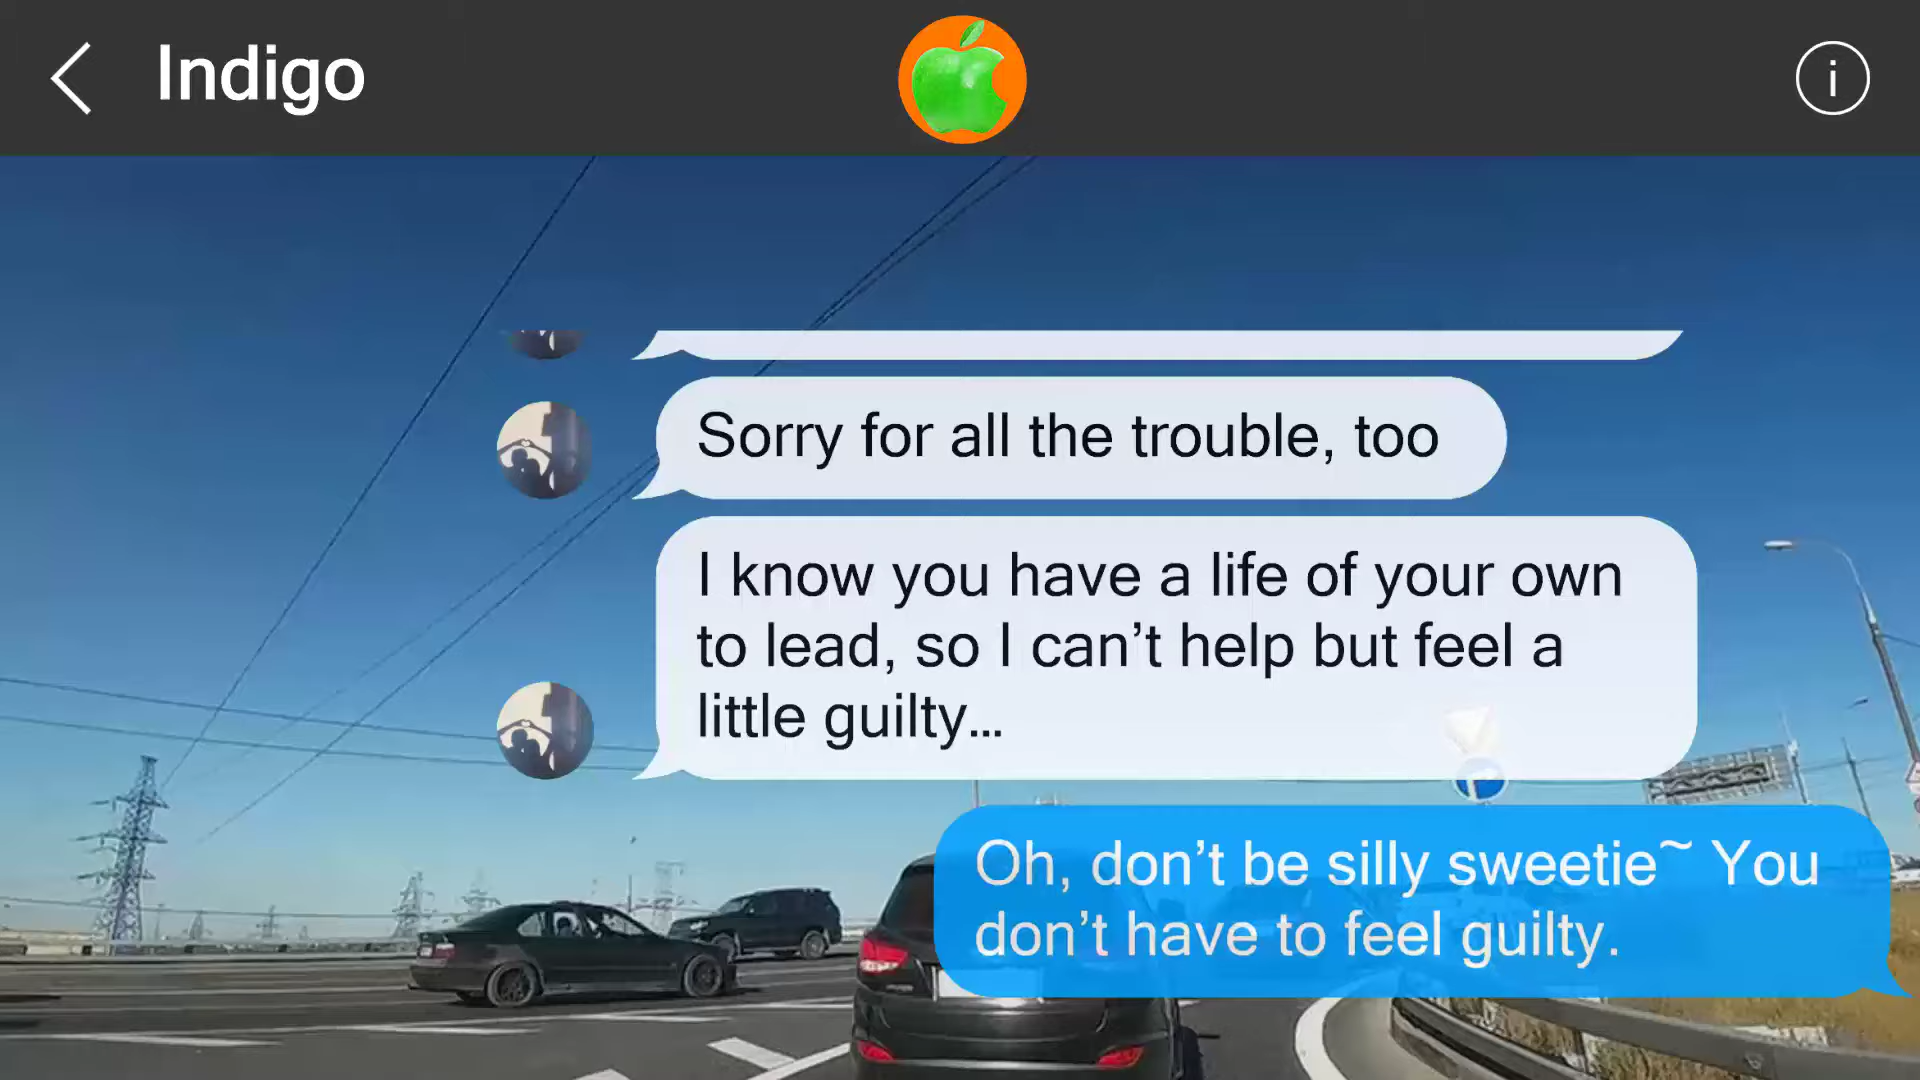 Indigo
i
Sorry for all the trouble, too
I know you have a life of your own
to lead, so I can’t help but feel a
little guilty…
Oh, don’t be silly sweetie~ You
don’t have to feel guilty.